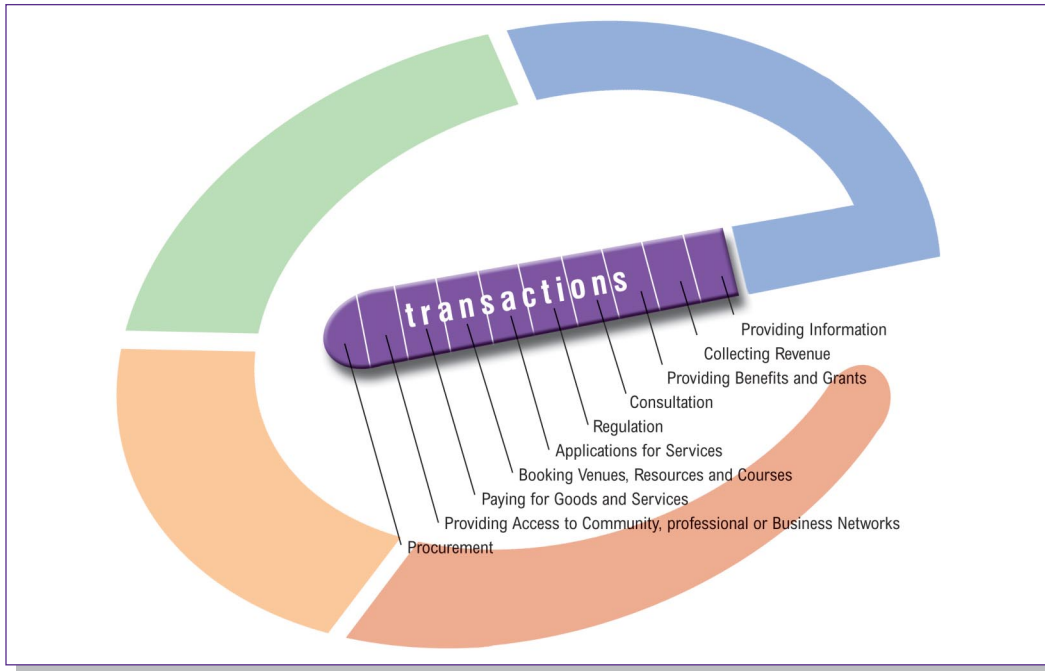 transactions
Providing Information
Collecting Revenue
Providing Benefits and Grants
Consultation
Regulation
Applications for Services
Booking Venues, Resources and Courses
Paying for Goods and Services
Providing Access to Community, professional or Business Networks
Procurement